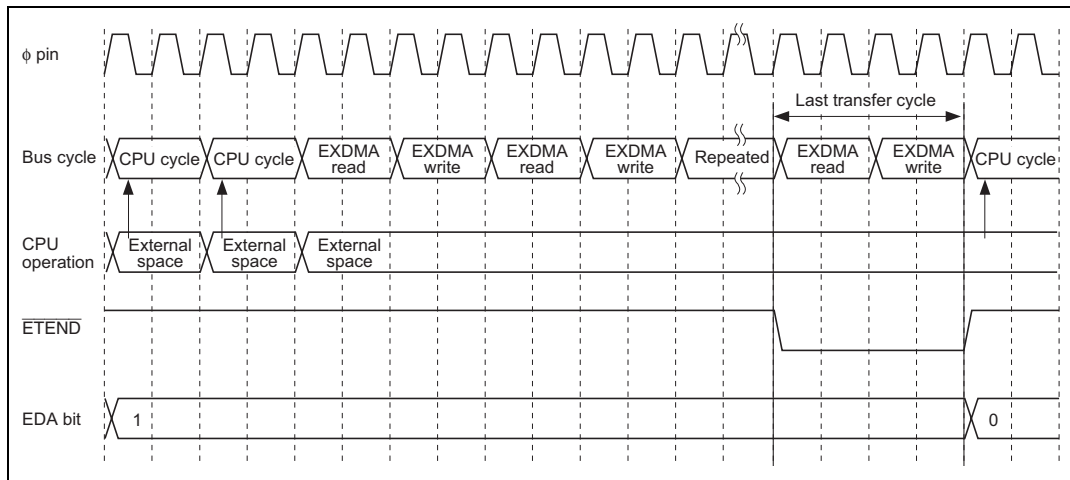 φ pin
Last transfer cycle
Bus cycle
CPU cycle
CPU cycle
EXDMA
read
EXDMA
write
EXDMA
read
EXDMA
write
Repeated
EXDMA
read
EXDMA
write
CPU cycle
CPU
operation
External
space
External
space
External
space
ETEND
EDA bit
1
0